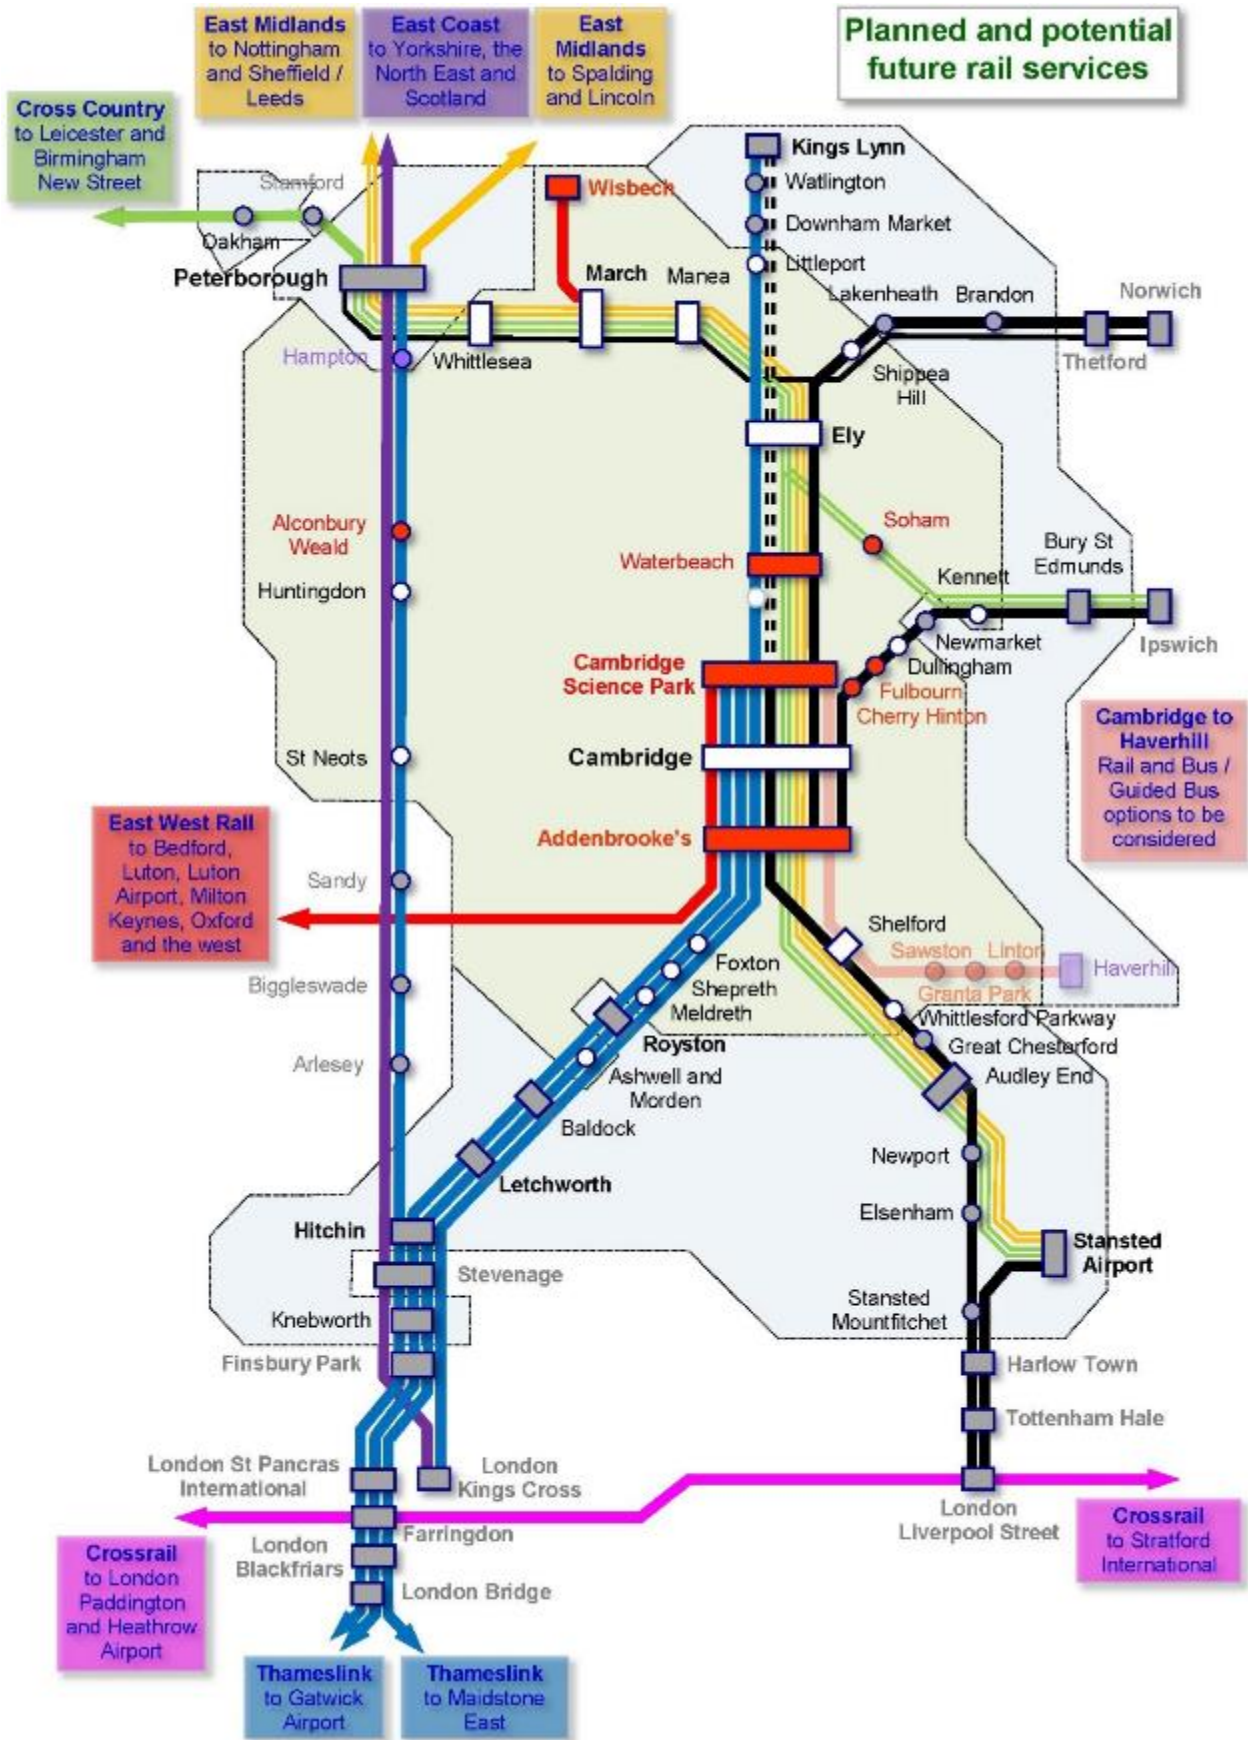 Planned and potential
future rail services
East Midlands
to Nottingham
and Sheffield /
Leeds
East Coast
to Yorkshire, the
North East and
Scotland
East
Midlands
to Spalding
and Lincoln
Cross Country
to Leicester and
Birmingham
New Street
Stamford
Oakham
Peterborough
Wisbech
Kings Lynn
Watlington
Downham Market
Littleport
March
Manea
Lakenheath
Brandon
Norwich
Hampton
Whittlesea
Thetford
Shippea
Hill
Ely
Alconbury
Weald
Soham
Waterbeach
Huntingdon
Kennett
Bury St
Edmunds
Newmarket
Ipswich
Dullingham
Cambridge
Science Park
Fulbourn
Cherry Hinton
Cambridge to
Haverhill
Rail and Bus /
Guided Bus
options to be
considered
St Neots
Cambridge
East West Rail
to Bedford,
Luton, Luton
Airport, Milton
Keynes, Oxford
and the west
Addenbrooke's
Sandy
Shelford
Sawston
Linton
Granta Park
Haverhill
Foxton
Shepreth
Meldreth
Biggleswade
Whittlesford Parkway
Royston
Great Chesterford
Arlesey
Ashwell and
Morden
Audley End
Baldock
Newport
Letchworth
Elsenham
Hitchin
Stansted
Airport
Stevenage
Stansted
Mountfitchet
Knebworth
Finsbury Park
Harlow Town
Tottenham Hale
London St Pancras
International
London
Kings Cross
London
Liverpool Street
Farringdon
Crossrail
to Stratford
International
Crossrail
to London
Paddington
and Heathrow
Airport
London
Blackfriars
London Bridge
Thameslink
to Gatwick
Airport
Thameslink
to Maidstone
East